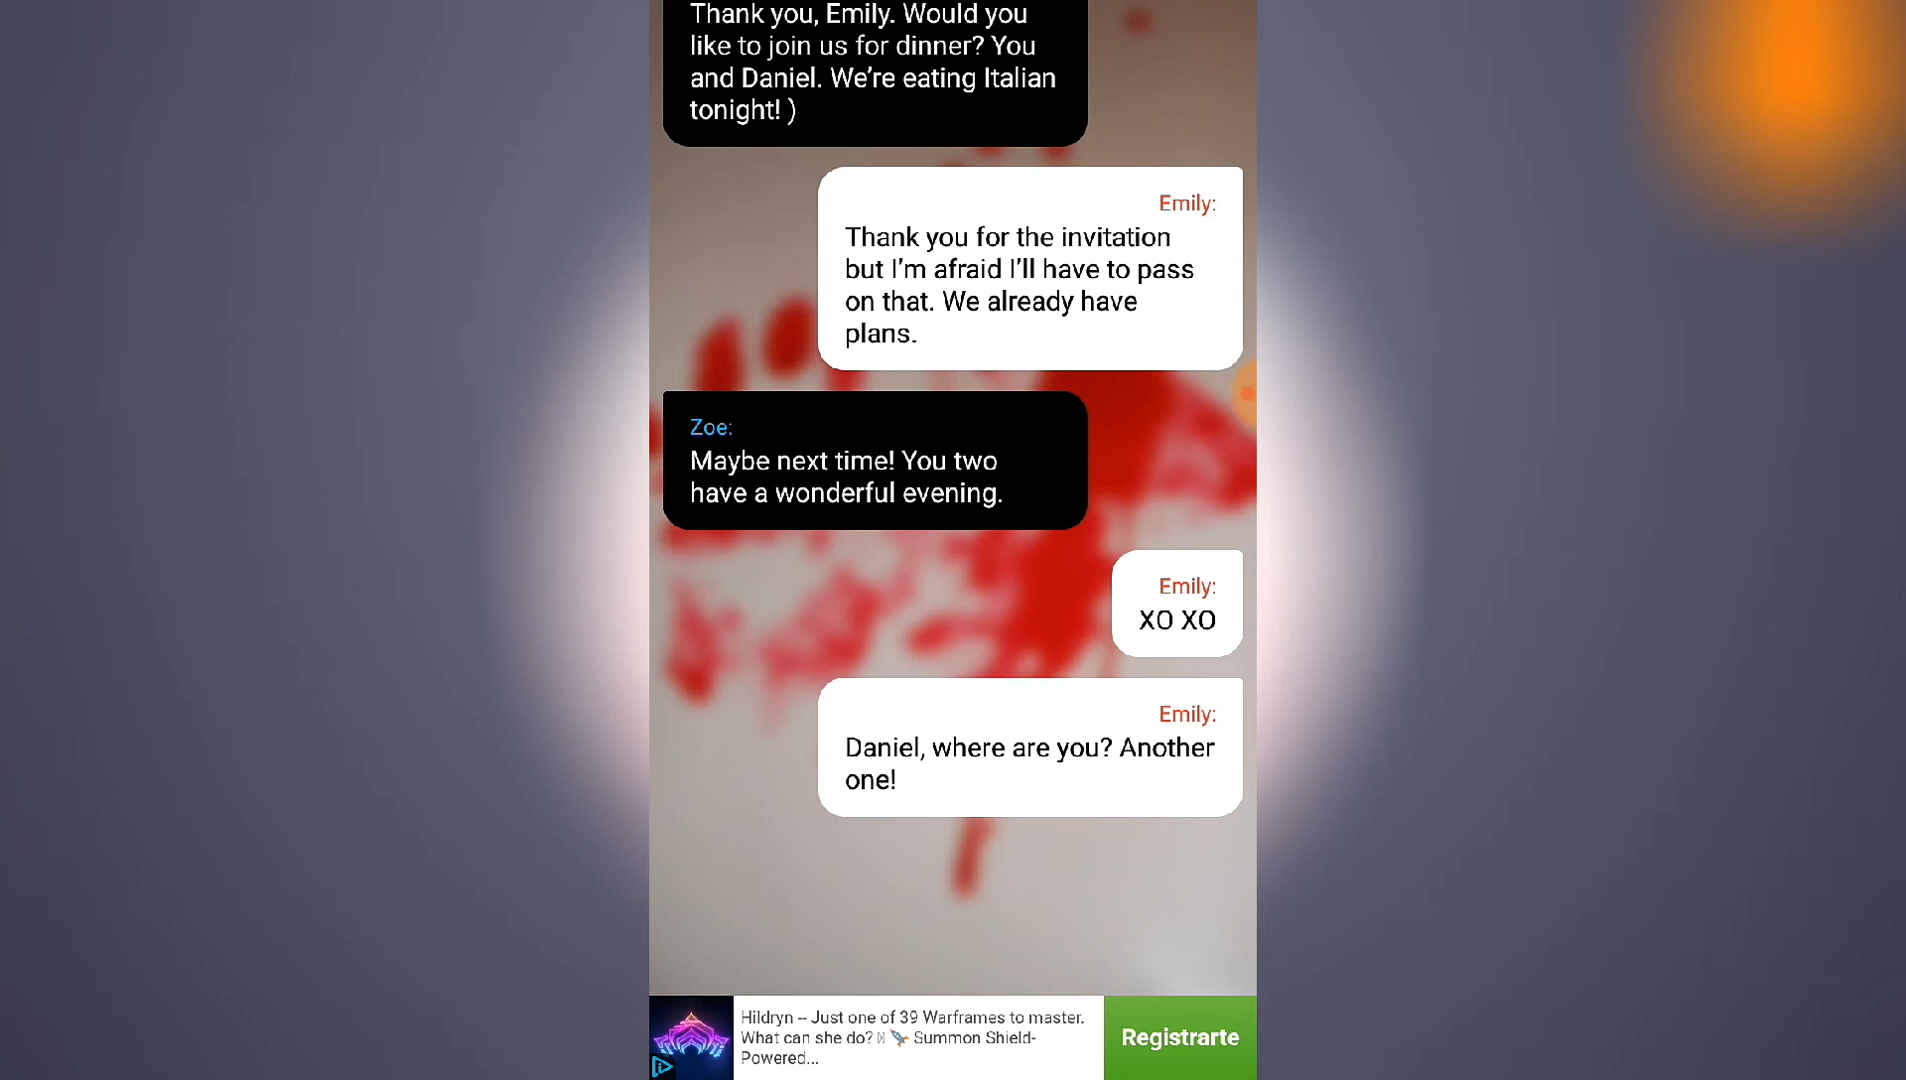 Thank you, Emily. Would you
like to join us for dinner? You
and Daniel. We’re eating Italian
tonight! )
Emily:
Thank you for the invitation
but I’m afraid I’ll have to pass
on that. We already have
plans.
Zoe:
Maybe next time! You two
have a wonderful evening.
Emily:
XO XO
Emily:
Daniel, where are you? Another
one!
Hildryn -- Just one of 39 Warframes to master.
What can she do? Summon Shield-
Powered...
Registrarte